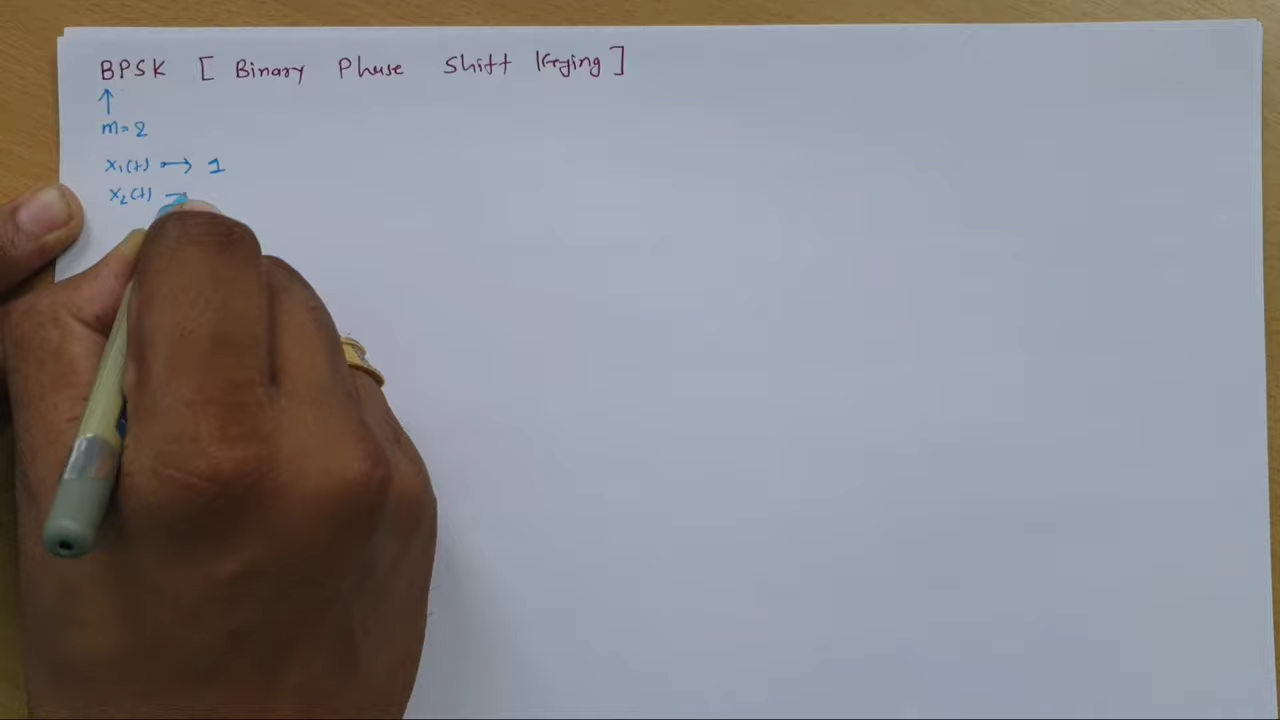 BPSK [ Binary Phase Shift Keying ]
↑
m=2
x₁(t) → 1
x₂(t) →